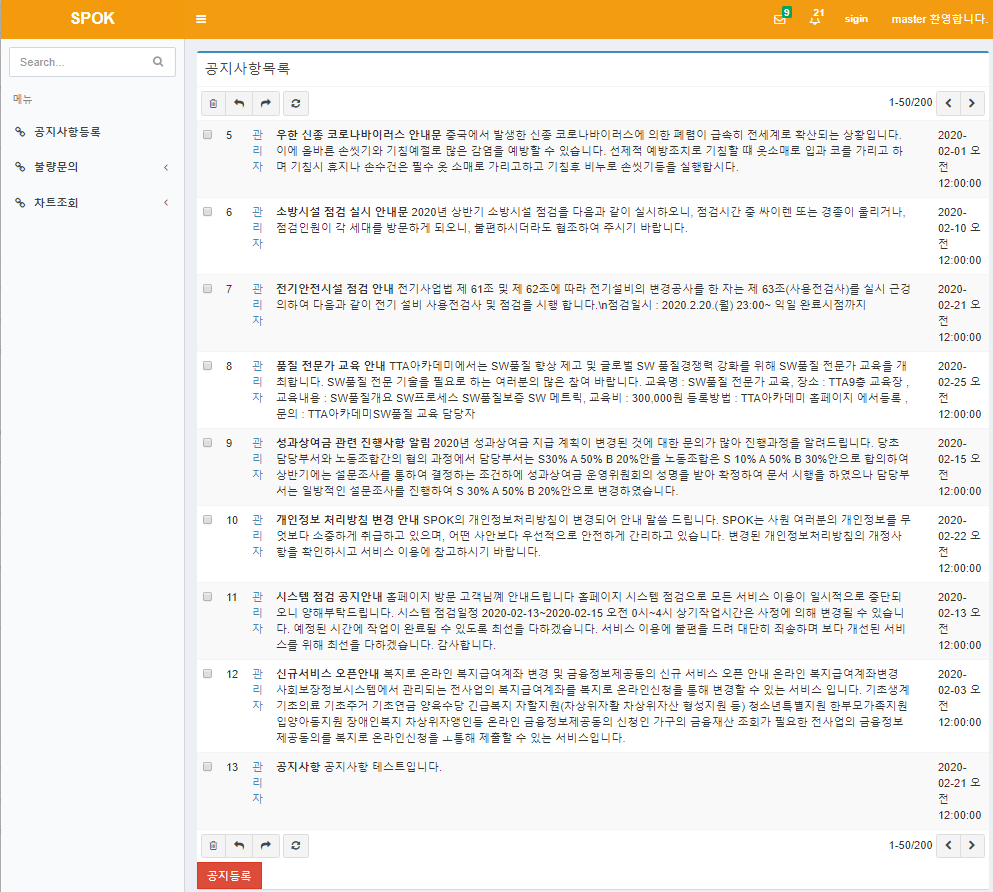 SPOK
9
21
sigin
master 환영합니다.
Search...
메뉴
공지사항등록
불량문의
차트조회
공지사항목록
1-50/200
5 관리자 우한 신종 코로나바이러스 안내문 중국에서 발생한 신종 코로나바이러스에 의한 폐렴이 급속히 전세계로 확산되는 상황입니다. 2020-
이에 올바른 손씻기와 기침예절로 많은 감염을 예방할 수 있습니다. 선제적 예방조치로 기침할 때 옷소매로 입과 코를 가리고 하 02-01 오
며 기침시 휴지나 손수건은 필수 옷 소매로 가리고하고 기침후 비누로 손씻기등을 실행합시다. 전
12:00:00
6 관리자 소방시설 점검 실시 안내문 2020년 상반기 소방시설 점검을 다음과 같이 실시하오니, 점검시간 중 싸이렌 또는 경종이 울리거나, 2020-
점검인원이 각 세대를 방문하게 되오니, 불편하시더라도 협조하여 주시기 바랍니다. 02-10 오
전
12:00:00
7 관리자 전기안전시설 점검 안내 전기사업법 제 61조 및 제 62조에 따라 전기설비의 변경공사를 한 자는 제 63조(사용전검사)를 실시 근겅 2020-
의하여 다음과 같이 전기 설비 사용전검사 및 점검을 시행 합니다.\n점검일시 : 2020.2.20.(월) 23:00~ 익일 완료시점까지 02-21 오
전
12:00:00
8 관리자 품질 전문가 교육 안내 TTA아카데미에서는 SW품질 향상 제고 및 글로벌 SW 품질경쟁력 강화를 위해 SW품질 전문가 교육을 개 2020-
최합니다. SW품질 전문 기술을 필요로 하는 여러분의 많은 참여 바랍니다. 교육명 : SW품질 전문가 교육, 장소 : TTA9층 교육장 , 02-25 오
교육내용 : SW품질개요 SW프로세스 SW품질보증 SW 메트릭, 교육비 : 300,000원 등록방법 : TTA아카데미 홈페이지 에서등록 , 전
문의 : TTA아카데미SW품질 교육 담당자 12:00:00
9 관리자 성과상여금 관련 진행사항 알림 2020년 성과상여금 지급 계획이 변경된 것에 대한 문의가 많아 진행과정을 알려드립니다. 당초 2020-
담당부서와 노동조합간의 협의 과정에서 담당부서는 S30% A 50% B 20%안을 노동조합은 S 10% A 50% B 30%안으로 합의하여 02-15 오
상반기에는 설문조사를 통하여 결정하는 조건하에 성과상여금 운영위원회의 성명을 받아 확정하여 문서 시행을 하였으나 담당부 전
서는 일방적인 설문조사를 진행하여 S 30% A 50% B 20%안으로 변경하였습니다. 12:00:00
10 관리자 개인정보 처리방침 변경 안내 SPOK의 개인정보처리방침이 변경되어 안내 말씀 드립니다. SPOK는 사원 여러분의 개인정보를 무 2020-
엇보다 소중하게 취급하고 있으며, 어떤 사안보다 우선적으로 안전하게 간리하고 있습니다. 변경된 개인정보처리방침의 개정사 02-22 오
항을 확인하시고 서비스 이용에 참고하시기 바랍니다. 전
12:00:00
11 관리자 시스템 점검 공지안내 홈페이지 방문 고객님께 안내드립니다 홈페이지 시스템 점검으로 모든 서비스 이용이 일시적으로 중단되 2020-
오니 양해부탁드립니다. 시스템 점검일정 2020-02-13~2020-02-15 오전 0시~4시 상기작업시간은 사정에 의해 변경될 수 있습니 02-13 오
다. 예정된 시간에 작업이 완료될 수 있도록 최선을 다하겠습니다. 서비스 이용에 불편을 드려 대단히 죄송하며 보다 개선된 서비 전
스를 위해 최선을 다하겠습니다. 감사합니다. 12:00:00
12 관리자 신규서비스 오픈안내 복지로 온라인 복지급여계좌 변경 및 금융정보제공동의 신규 서비스 오픈 안내 온라인 복지급여계좌변경 2020-
사회보장정보시스템에서 관리되는 전사업의 복지급여계좌를 복지로 온라인신청을 통해 변경할 수 있는 서비스 입니다. 기초생계 02-03 오
기초의료 기초주거 기초연금 양육수당 긴급복지 자할지원(차상위자활 차상위자산 형성지원 등) 청소년특별지원 한부모가족지원 전
입양아동지원 장애인복지 차상위자앵인등 온라인 금융정보제공동의 신청인 가구의 금융재산 조회가 필요한 전사업의 금융정보 12:00:00
제공동의를 복지로 온라인신청을 ㅗ통해 제출할 수 있는 서비스입니다.
13 관리자 공지사항 공지사항 테스트입니다. 2020-
02-21 오
전
12:00:00
1-50/200
공지등록